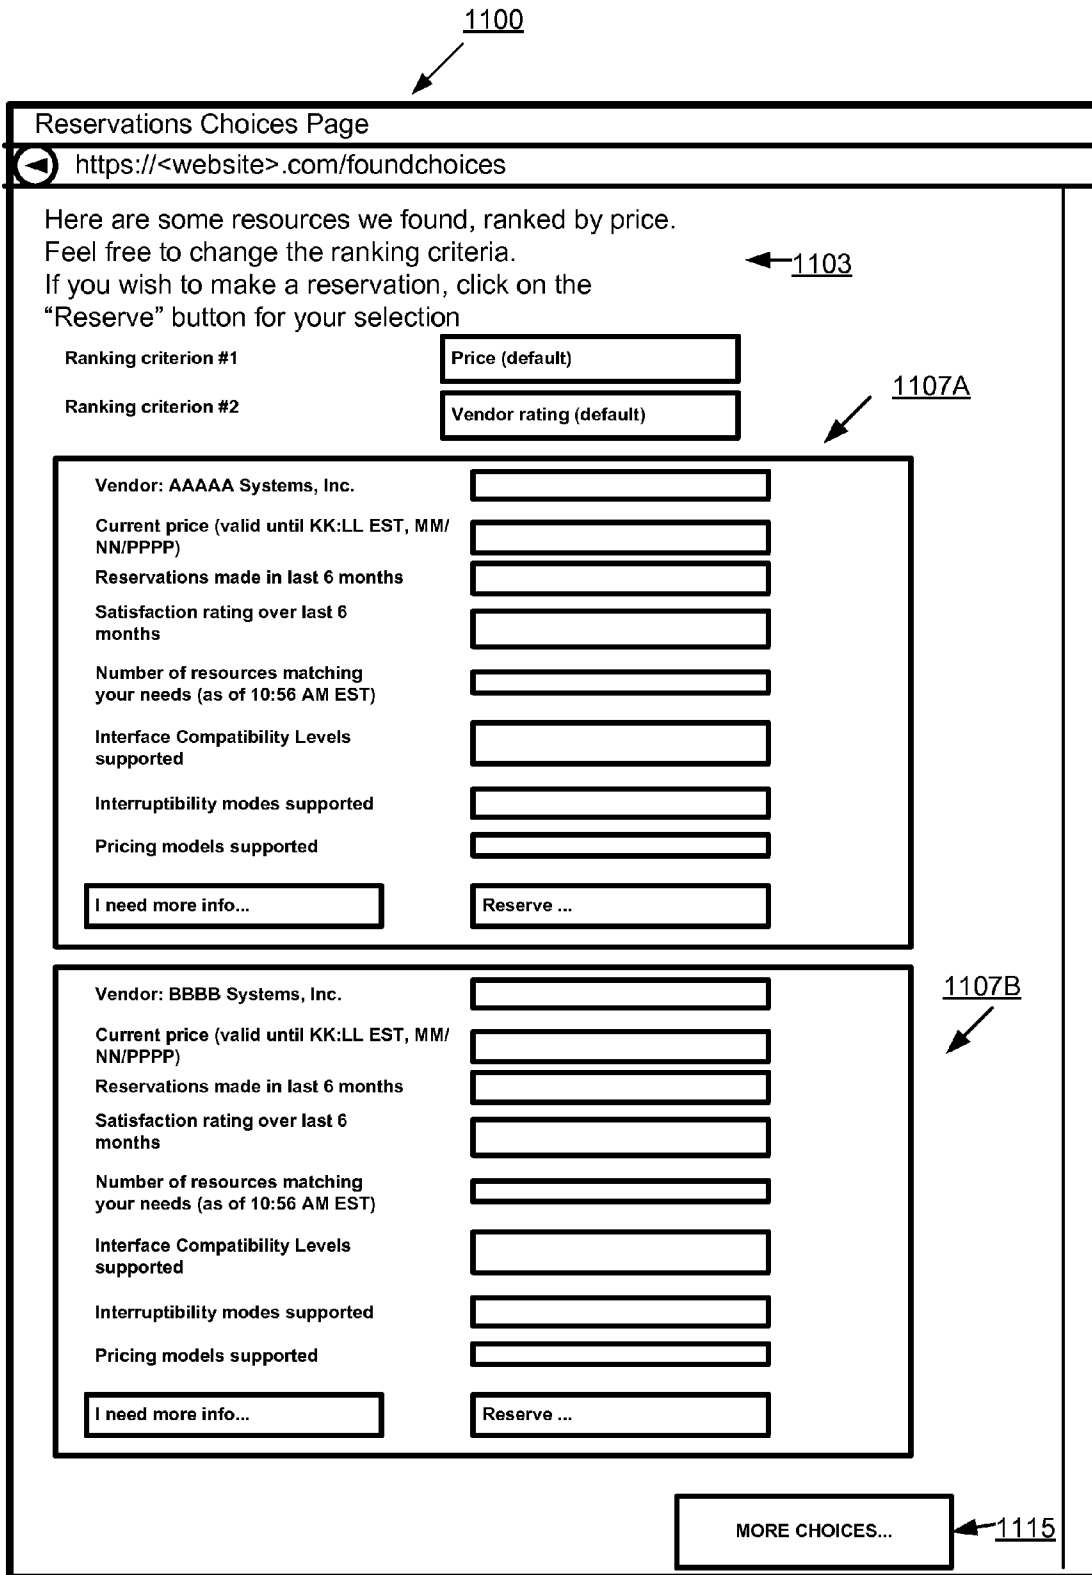 1100
Reservations Choices Page
https://<website>.com/foundchoices
Here are some resources we found, ranked by price.
Feel free to change the ranking criteria.
1103
If you wish to make a reservation, click on the
“Reserve” button for your selection
Ranking criterion #1
Price (default)
1107A
Ranking criterion #2
Vendor rating (default)
Vendor: AAAAA Systems, Inc.
Current price (valid until KK:LL EST, MM/
NN/PPPP)
Reservations made in last 6 months
Satisfaction rating over last 6
months
Number of resources matching
your needs (as of 10:56 AM EST)
Interface Compatibility Levels
supported
Interruptibility modes supported
Pricing models supported
I need more info...
Reserve ...
1107B
Vendor: BBBB Systems, Inc.
Current price (valid until KK:LL EST, MM/
NN/PPPP)
Reservations made in last 6 months
Satisfaction rating over last 6
months
Number of resources matching
your needs (as of 10:56 AM EST)
Interface Compatibility Levels
supported
Interruptibility modes supported
Pricing models supported
I need more info...
Reserve ...
MORE CHOICES...
1115